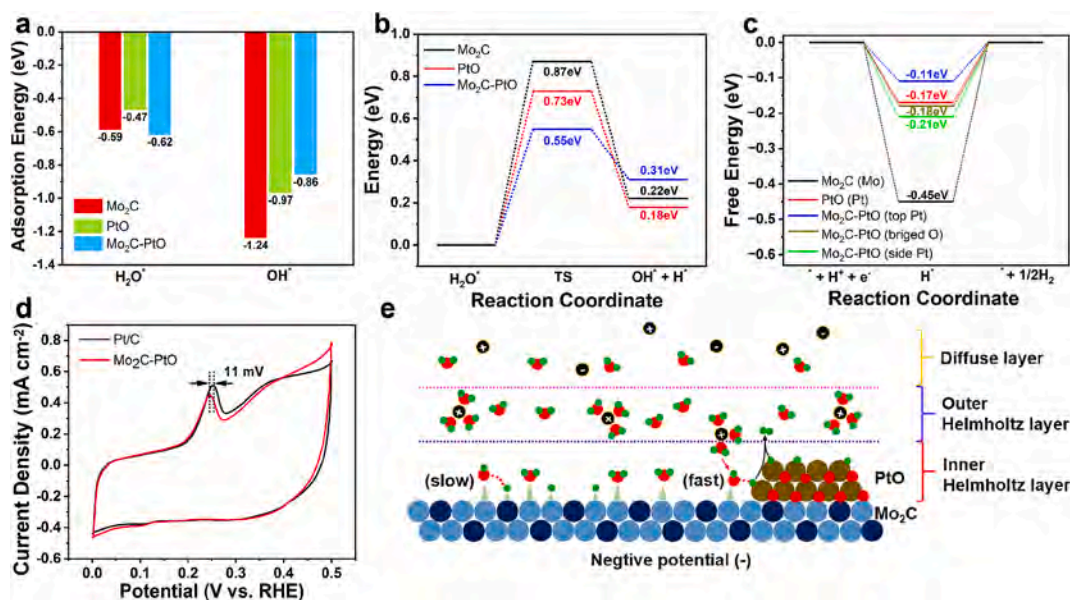 a
Adsorption Energy (eV)
0.0
-0.2
-0.4
-0.6
-0.8
-1.0
-1.2
-1.4
-0.59
-0.47
-0.62
-1.24
-0.97
-0.86
Mo₂C
PtO
Mo₂C-PtO
H₂O*
OH*
b
Energy (eV)
1.0
0.8
0.6
0.4
0.2
0.0
Mo₂C
PtO
Mo₂C-PtO
0.87eV
0.73eV
0.55eV
0.31eV
0.22eV
0.18eV
H₂O*
TS
OH* + H*
Reaction Coordinate
c
Free Energy (eV)
0.0
-0.1
-0.2
-0.3
-0.4
-0.5
-0.6
-0.11eV
-0.17eV
-0.18eV
-0.21eV
-0.45eV
Mo₂C (Mo)
PtO (Pt)
Mo₂C-PtO (top Pt)
Mo₂C-PtO (briged O)
Mo₂C-PtO (side Pt)
* + H⁺ + e⁻
H*
* + 1/2H₂
Reaction Coordinate
d
Current Density (mA cm⁻²)
0.8
0.6
0.4
0.2
0.0
-0.2
-0.4
-0.6
Pt/C
Mo₂C-PtO
11 mV
0.0 0.1 0.2 0.3 0.4 0.5
Potential (V vs. RHE)
e
Diffuse layer
Outer
Helmholtz layer
Inner
Helmholtz layer
(slow)
(fast)
PtO
Mo₂C
Negtive potential (-)